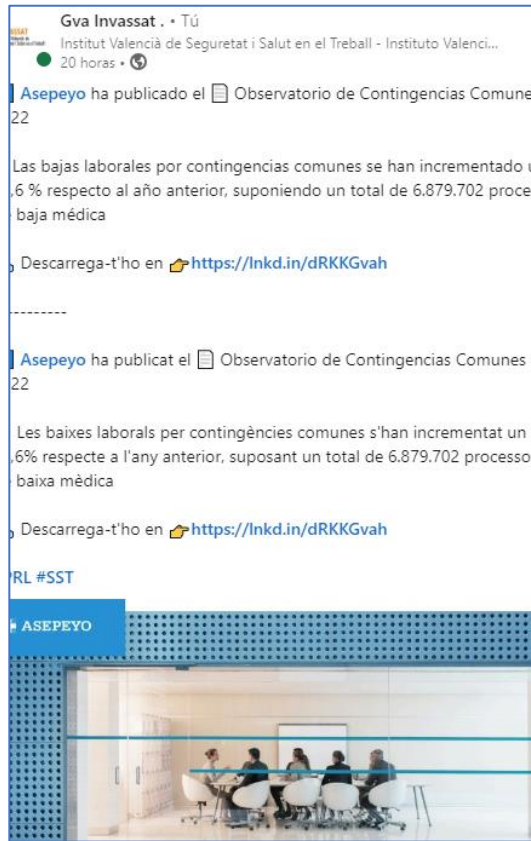 Gva Invassat . • Tú
Institut Valencià de Seguretat i Salut en el Treball - Instituto Valenci...
20 horas •
Asepeyo ha publicado el Observatorio de Contingencias Comune
22
Las bajas laborales por contingencias comunes se han incrementado
,6 % respecto al año anterior, suponiendo un total de 6.879.702 proce
baja médica
Descarrega-t'ho en 👉https://lnkd.in/dRKKGvah
---------
Asepeyo ha publicat el Observatorio de Contingencias Comunes
22
Les baixes laborals per contingències comunes s'han incrementat un
,6% respecte a l'any anterior, suposant un total de 6.879.702 processo
baixa mèdica
Descarrega-t'ho en 👉https://lnkd.in/dRKKGvah
PRL #SST
ASEPEYO